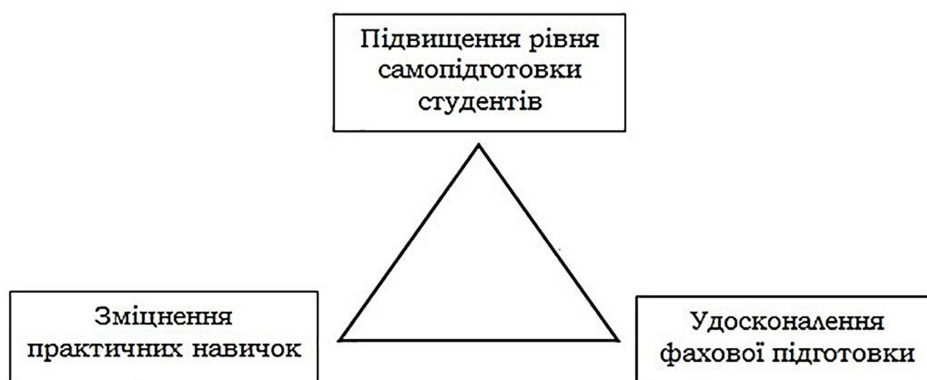 Підвищення рівня
самопідготовки
студентів
Зміцнення
практичних навичок
Удосконалення
фахової підготовки